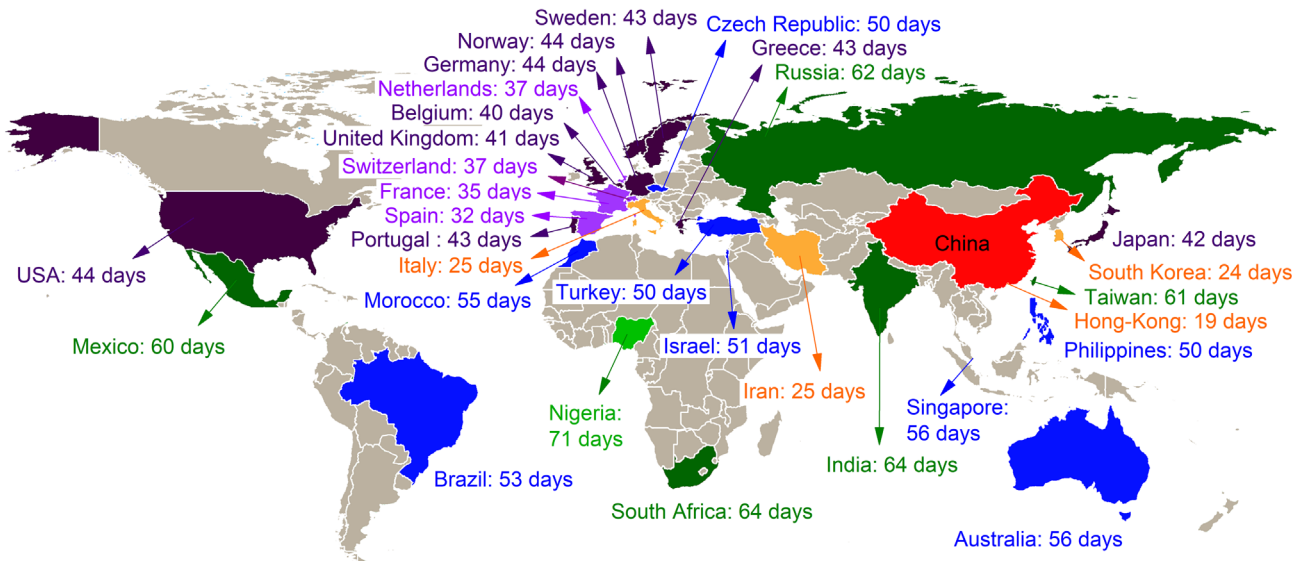 Sweden: 43 days
Czech Republic: 50 days
Norway: 44 days
Greece: 43 days
Germany: 44 days
Russia: 62 days
Netherlands: 37 days
Belgium: 40 days
United Kingdom: 41 days
Switzerland: 37 days
France: 35 days
Spain: 32 days
Portugal : 43 days
China
Japan: 42 days
Italy: 25 days
USA: 44 days
South Korea: 24 days
Morocco: 55 days
Turkey: 50 days
Taiwan: 61 days
Hong-Kong: 19 days
Mexico: 60 days
Israel: 51 days
Philippines: 50 days
Iran: 25 days
Nigeria:
71 days
Singapore:
56 days
India: 64 days
Brazil: 53 days
South Africa: 64 days
Australia: 56 days